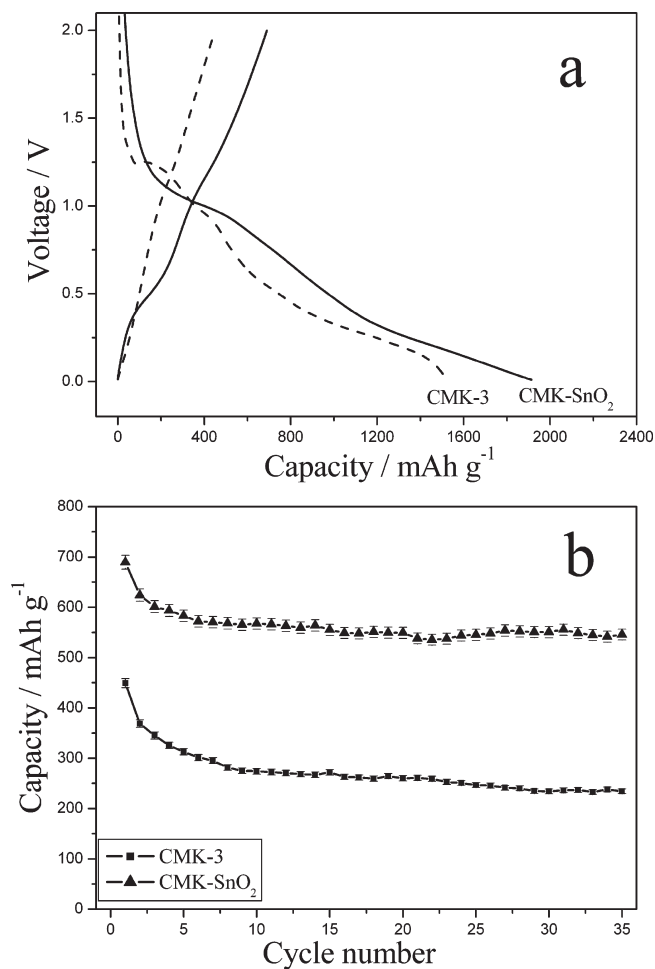 a
2.0
1.5
1.0
0.5
0.0
Voltage / V
CMK-3
CMK-SnO₂
0 400 800 1200 1600 2000 2400
Capacity / mAh g⁻¹
b
800
700
600
500
400
300
200
100
0
Capacity / mAh g⁻¹
CMK-3
CMK-SnO₂
0 5 10 15 20 25 30 35
Cycle number